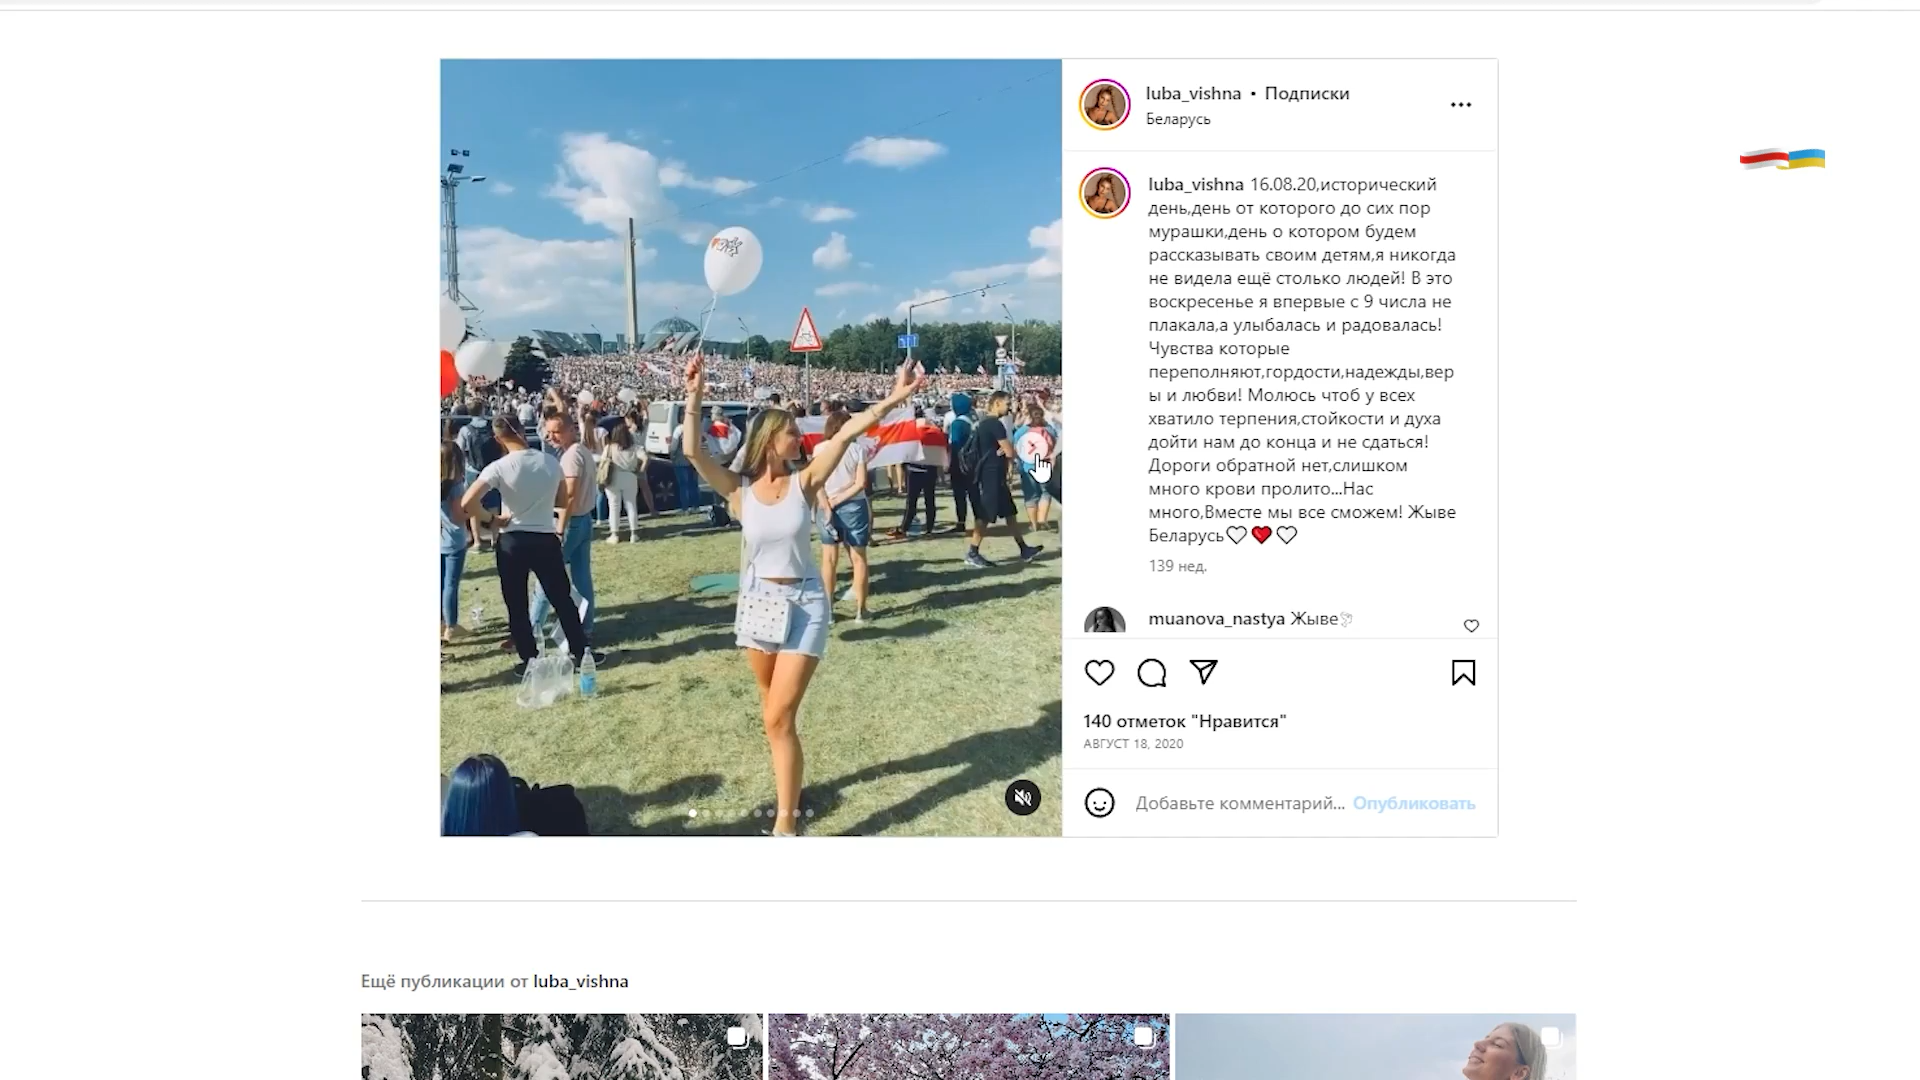 luba_vishna • Подписки
Беларусь
luba_vishna 16.08.20,исторический
день,день от которого до сих пор
мурашки,день о котором будем
рассказывать своим детям,я никогда
не видела ещё столько людей! В это
воскресенье я впервые с 9 числа не
плакала,а улыбалась и радовалась!
Чувства которые
переполняют,гордости,надежды,вер
ы и любви! Молюсь чтоб у всех
хватило терпения,стойкости и духа
дойти нам до конца и не сдаться!
Дороги обратной нет,слишком
много крови пролито...Нас
много,Вместе мы все сможем! Жыве
Беларусь🤍❤️🤍
139 нед.
muanova_nastya Жыве
140 отметок "Нравится"
АВГУСТ 18, 2020
Добавьте комментарий... Опубликовать
Ещё публикации от luba_vishna